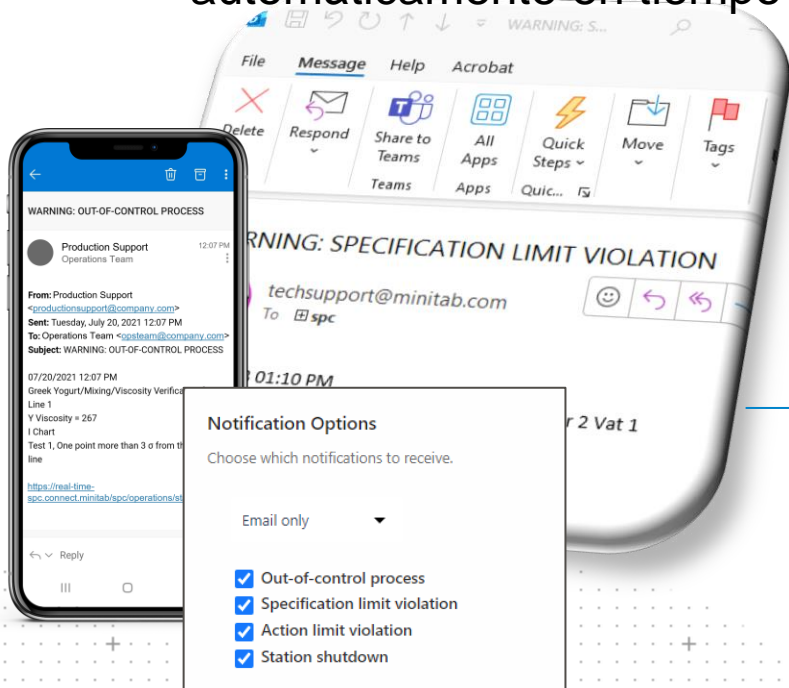 automáticamente en tiempo
WARNING: S...
File Message Help Acrobat
Delete Respond Share to Teams All Apps Quick Steps Move Tags
Teams Apps Quic...
WARNING: OUT-OF-CONTROL PROCESS
Production Support 12:07 PM
Operations Team
From: Production Support
<productionsupport@company.com>
Sent: Tuesday, July 20, 2021 12:07 PM
To: Operations Team <opsteam@company.com>
Subject: WARNING: OUT-OF-CONTROL PROCESS
07/20/2021 12:07 PM
Greek Yogurt/Mixing/Viscosity
Line 1
Y Viscosity = 267
I Chart
Test 1, One point more than 3 σ from
line
https://real-time-
spc.connect.minitab/spc/operations/
Reply
SPECIFICATION LIMIT VIOLATION
techsupport@minitab.com
To spc
01:10 PM
2 Vat 1
Notification Options
Choose which notifications to receive.
Email only
Out-of-control process
Specification limit violation
Action limit violation
Station shutdown